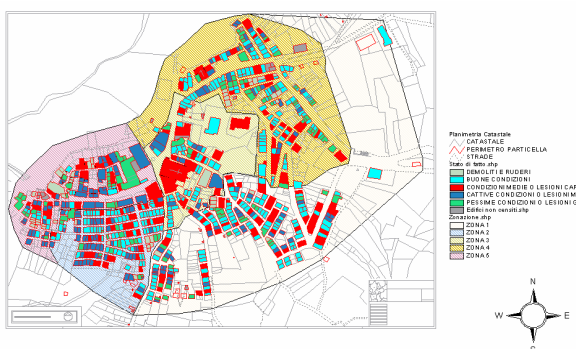 Planimetria Catastale
CATASTALE
PERIMETRO PARTICELLA
STRADE
Stato di fatto.shp
DEMOLITI E RUDERI
BUONE CONDIZIONI
CONDIZIONI MEDIE O LESIONI CAP
CATTIVE CONDIZIONI O LESIONI MI
PESSIME CONDIZIONI O LESIONI G
Edifici non censiti.shp
Zonazione.shp
ZONA 1
ZONA 2
ZONA 3
ZONA 4
ZONA 5
N
W E
S